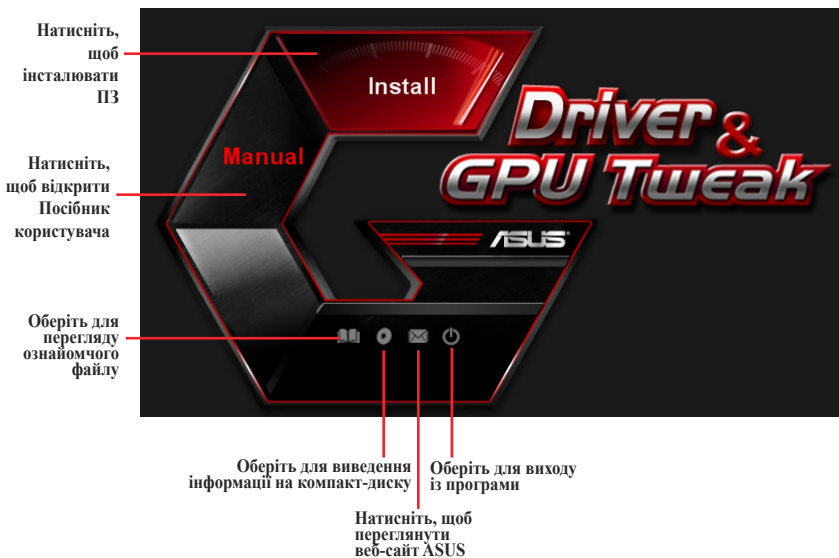 Натисніть,
щоб
інсталювати
ПЗ
Install
Driver &
GPU Tweak
Manual
Натисніть,
щоб відкрити
Посібник
користувача
ASUS
Оберіть для
перегляду
ознайомчого
файлу
Оберіть для виведення
інформації на компакт-диску
Оберіть для виходу
із програми
Натисніть, щоб
переглянути
веб-сайт ASUS